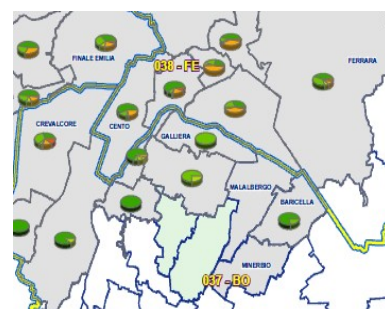 FINALE EMILIA
038 - FE
FERRARA
CREVALCORE
CENTO
GALLIERA
MALALBERGO
BARICELLA
MINERBIO
037 - BO